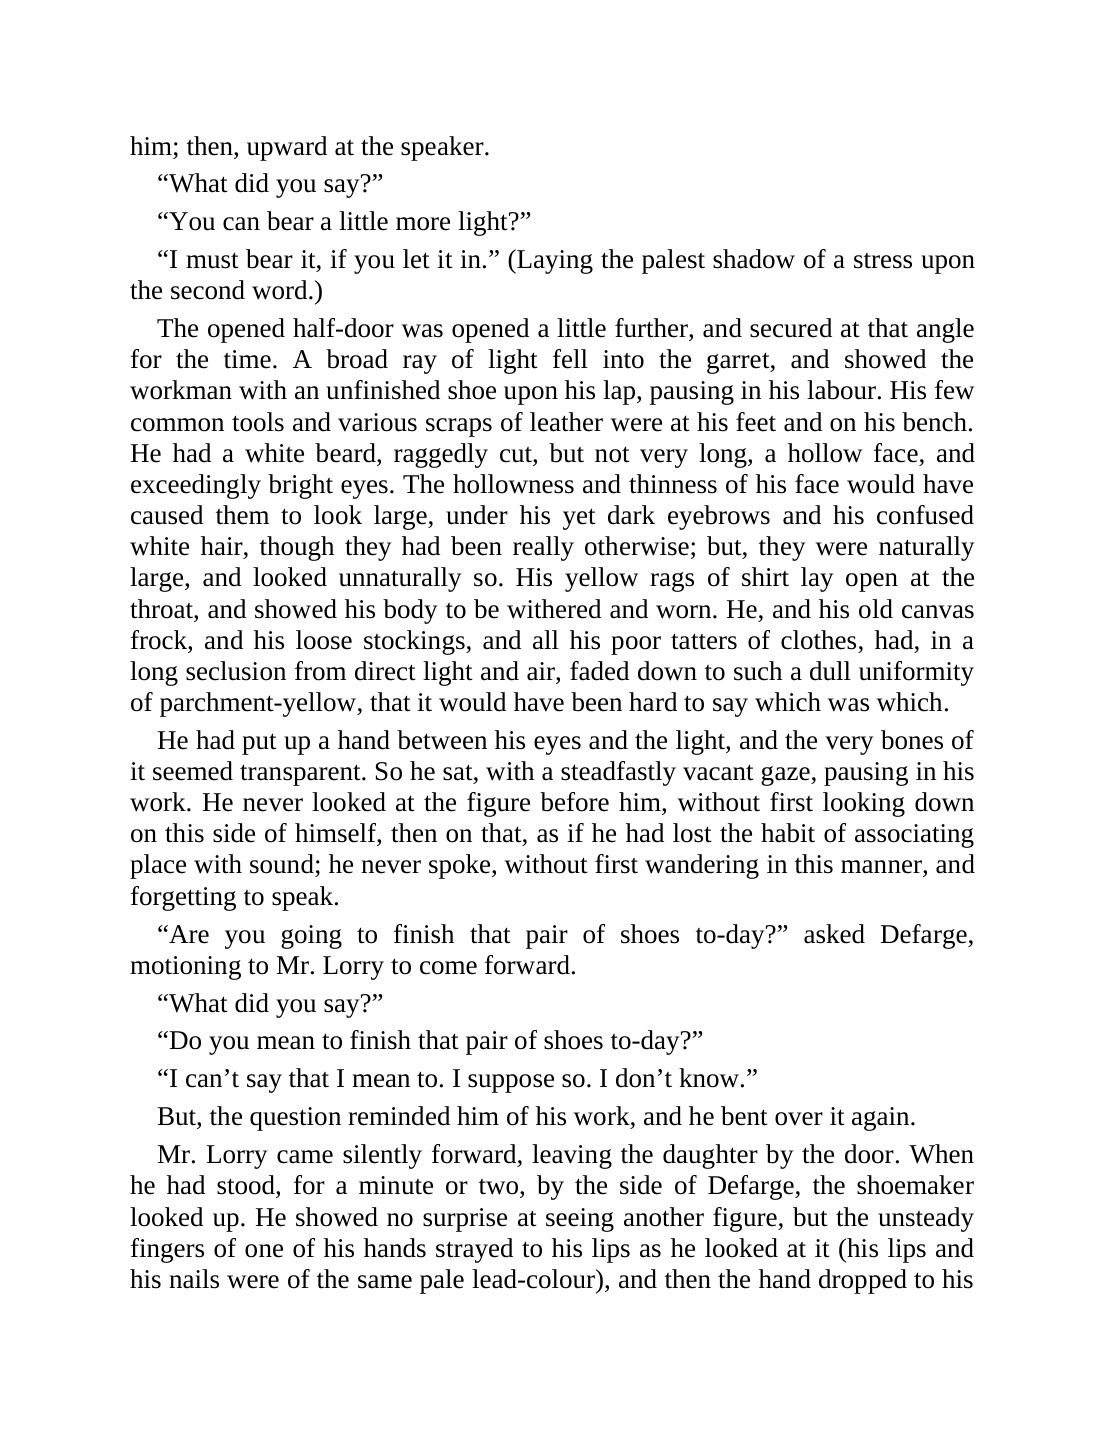 him; then, upward at the speaker.
“What did you say?”
“You can bear a little more light?”
“I must bear it, if you let it in.” (Laying the palest shadow of a stress upon
the second word.)
The opened half-door was opened a little further, and secured at that angle
for the time. A broad ray of light fell into the garret, and showed the
workman with an unfinished shoe upon his lap, pausing in his labour. His few
common tools and various scraps of leather were at his feet and on his bench.
He had a white beard, raggedly cut, but not very long, a hollow face, and
exceedingly bright eyes. The hollowness and thinness of his face would have
caused them to look large, under his yet dark eyebrows and his confused
white hair, though they had been really otherwise; but, they were naturally
large, and looked unnaturally so. His yellow rags of shirt lay open at the
throat, and showed his body to be withered and worn. He, and his old canvas
frock, and his loose stockings, and all his poor tatters of clothes, had, in a
long seclusion from direct light and air, faded down to such a dull uniformity
of parchment-yellow, that it would have been hard to say which was which.
He had put up a hand between his eyes and the light, and the very bones of
it seemed transparent. So he sat, with a steadfastly vacant gaze, pausing in his
work. He never looked at the figure before him, without first looking down
on this side of himself, then on that, as if he had lost the habit of associating
place with sound; he never spoke, without first wandering in this manner, and
forgetting to speak.
“Are you going to finish that pair of shoes to-day?” asked Defarge,
motioning to Mr. Lorry to come forward.
“What did you say?”
“Do you mean to finish that pair of shoes to-day?”
“I can’t say that I mean to. I suppose so. I don’t know.”
But, the question reminded him of his work, and he bent over it again.
Mr. Lorry came silently forward, leaving the daughter by the door. When
he had stood, for a minute or two, by the side of Defarge, the shoemaker
looked up. He showed no surprise at seeing another figure, but the unsteady
fingers of one of his hands strayed to his lips as he looked at it (his lips and
his nails were of the same pale lead-colour), and then the hand dropped to his